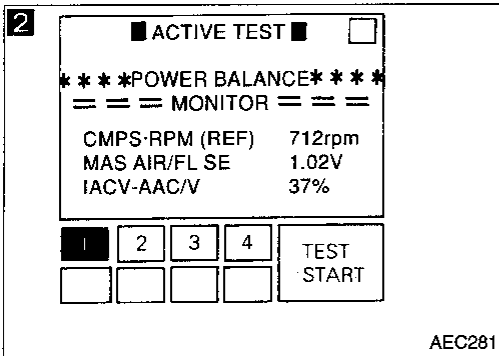 2
ACTIVE TEST
****POWER BALANCE****
=== MONITOR ===
CMPS·RPM (REF) 712rpm
MAS AIR/FL SE 1.02V
IACV-AAC/V 37%
1 2 3 4 TEST START
AEC281